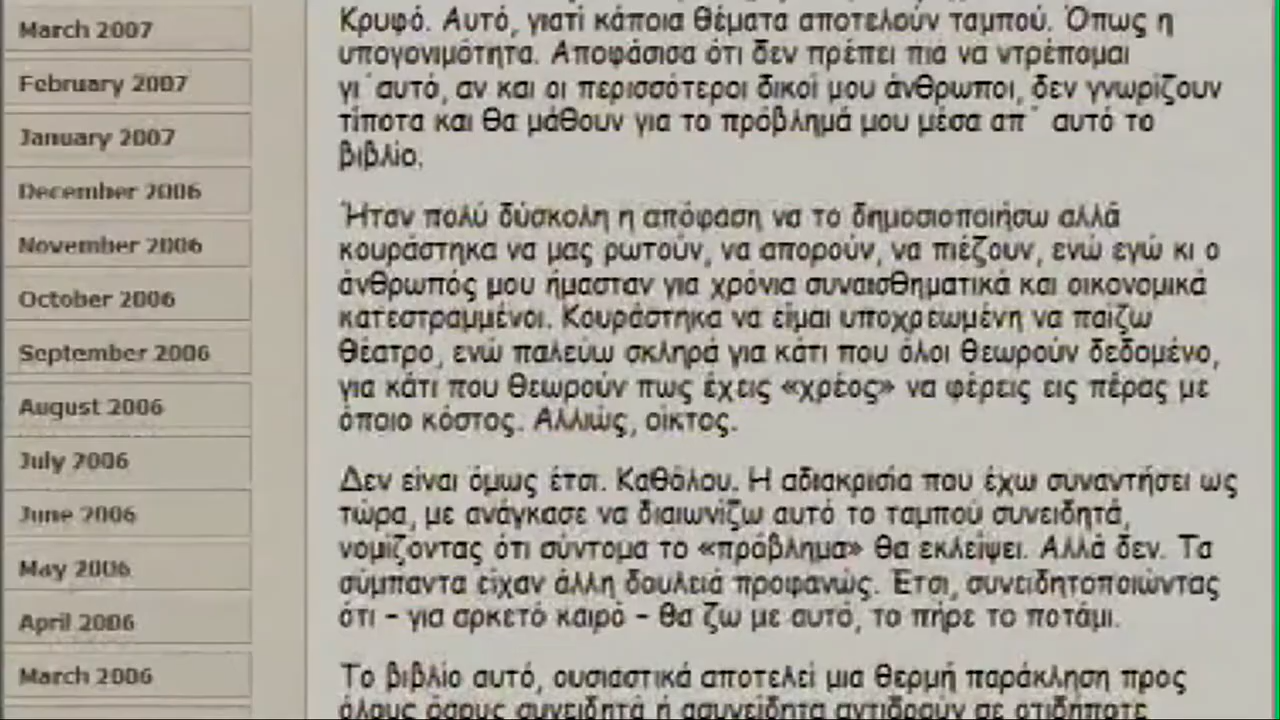 March 2007
February 2007
January 2007
December 2006
November 2006
October 2006
September 2006
August 2006
July 2006
June 2006
May 2006
April 2006
March 2006
Κρυφό. Αυτό, γιατί κάποια θέματα αποτελούν ταμπού. Όπως η
υπογονιμότητα. Αποφάσισα ότι δεν πρέπει πια να ντρέπομαι
γι΄αυτό, αν και οι περισσότεροι δικοί μου άνθρωποι, δεν γνωρίζουν
τίποτα και θα μάθουν για το πρόβλημά μου μέσα απ΄ αυτό το
βιβλίο.
Ήταν πολύ δύσκολη η απόφαση να το δημοσιοποιήσω αλλά
κουράστηκα να μας ρωτούν, να απορούν, να πιέζουν, ενώ εγώ κι ο
άνθρωπός μου ήμασταν για χρόνια συναισθηματικά και οικονομικά
κατεστραμμένοι. Κουράστηκα να είμαι υποχρεωμένη να παίζω
θέατρο, ενώ παλεύω σκληρά για κάτι που όλοι θεωρούν δεδομένο,
για κάτι που θεωρούν πως έχεις «χρέος» να φέρεις εις πέρας με
όποιο κόστος. Αλλιώς, οίκτος.
Δεν είναι όμως έτσι. Καθόλου. Η αδιακρισία που έχω συναντήσει ως
τώρα, με ανάγκασε να διαιωνίζω αυτό το ταμπού συνειδητά,
νομίζοντας ότι σύντομα το «πρόβλημα» θα εκλείψει. Αλλά δεν. Τα
σύμπαντα είχαν άλλη δουλειά προφανώς. Έτσι, συνειδητοποιώντας
ότι – για αρκετό καιρό – θα ζω με αυτό, το πήρε το ποτάμι.
Το βιβλίο αυτό, ουσιαστικά αποτελεί μια θερμή παράκληση προς
όλους όσους συνειδητά ή ασυνείδητα αντιδρούν σε οτιδήποτε